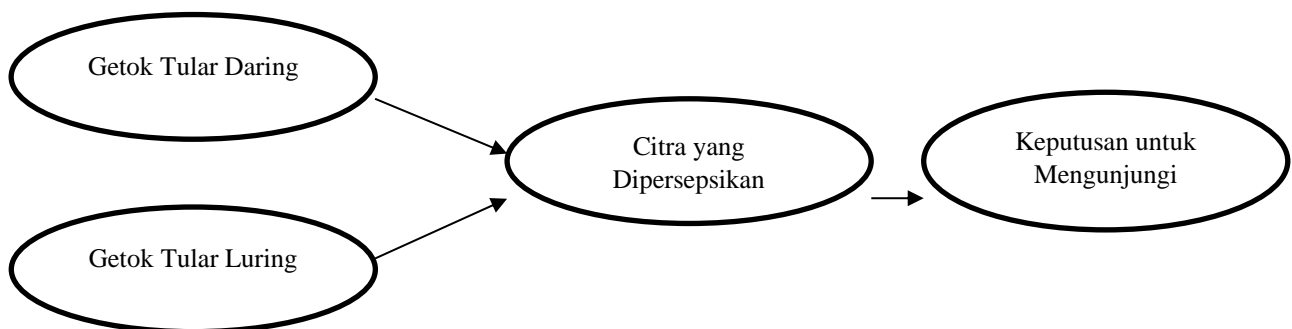 Getok Tular Daring
Citra yang
Dipersepsikan
Keputusan untuk
Mengunjungi
Getok Tular Luring